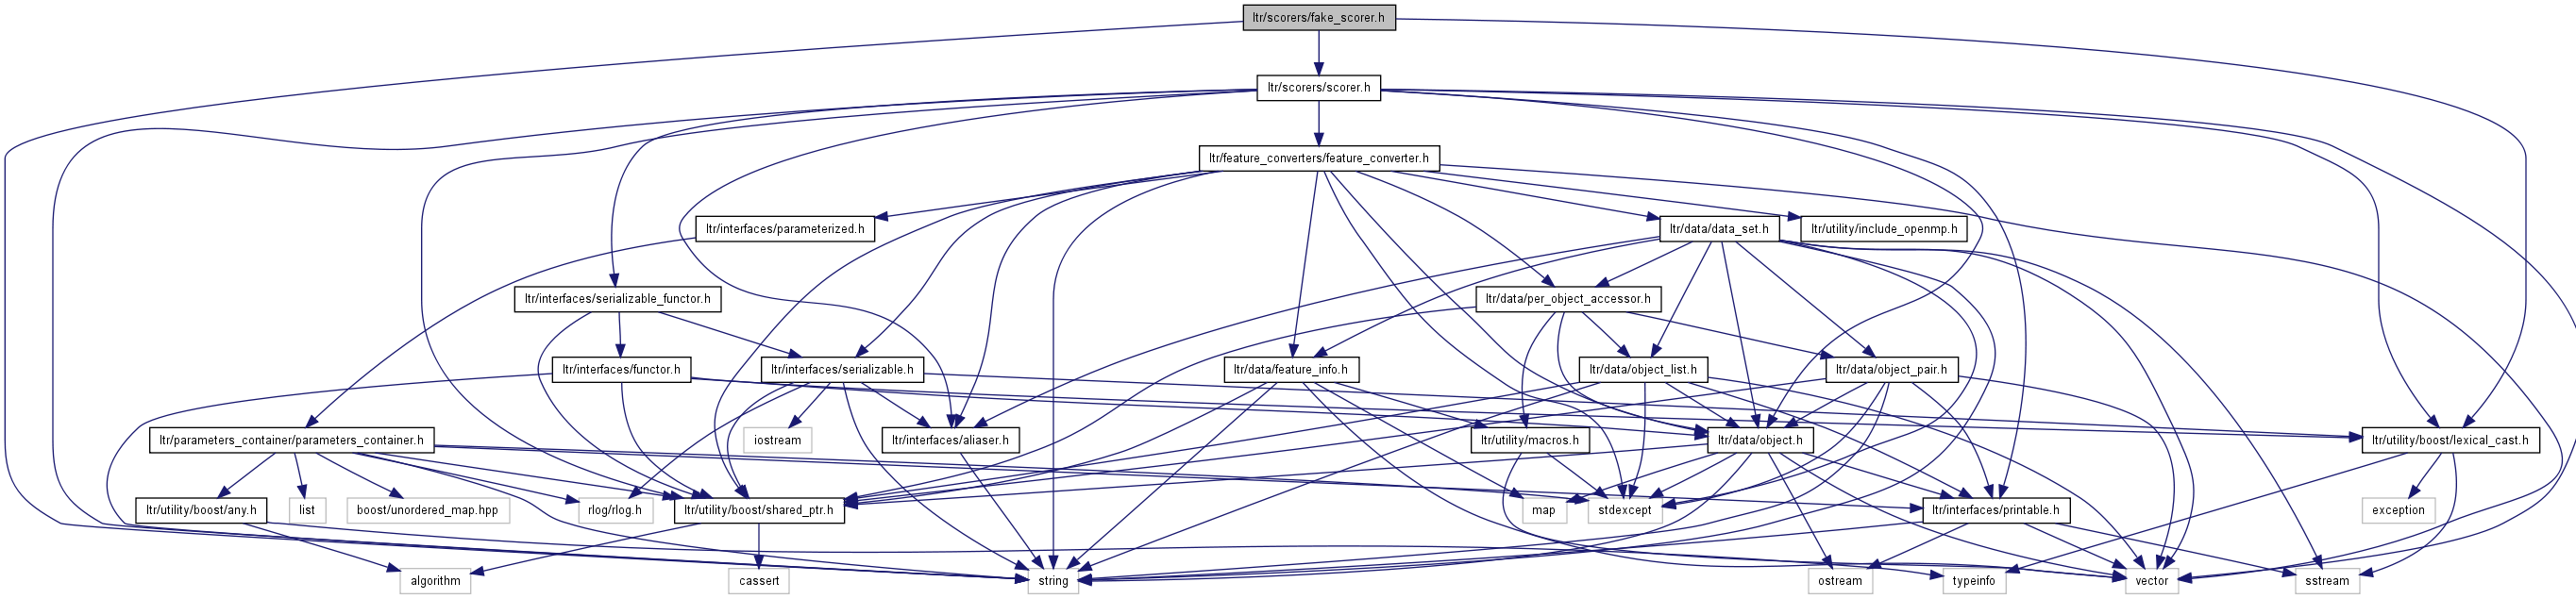 ltr/scorers/fake_scorer.h
ltr/scorers/scorer.h
ltr/feature_converters/feature_converter.h
ltr/interfaces/parameterized.h
ltr/data/data_set.h
ltr/utility/include_openmp.h
ltr/interfaces/serializable_functor.h
ltr/data/per_object_accessor.h
ltr/interfaces/functor.h
ltr/interfaces/serializable.h
ltr/data/feature_info.h
ltr/data/object_list.h
ltr/data/object_pair.h
ltr/parameters_container/parameters_container.h
iostream
ltr/interfaces/aliaser.h
ltr/utility/macros.h
ltr/data/object.h
ltr/utility/boost/lexical_cast.h
ltr/utility/boost/any.h
list
boost/unordered_map.hpp
rlog/rlog.h
ltr/utility/boost/shared_ptr.h
map
stdexcept
ltr/interfaces/printable.h
exception
algorithm
cassert
string
ostream
typeinfo
vector
sstream